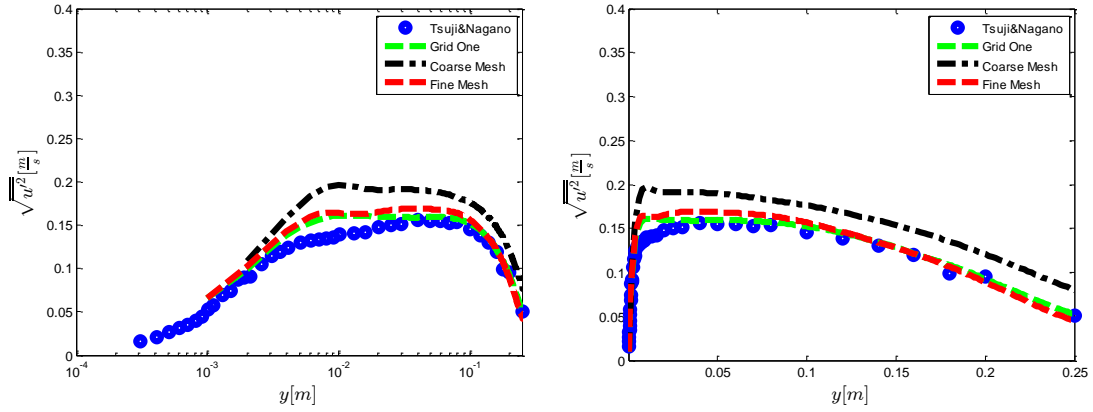 0.4
0.35
0.3
0.25
0.2
0.15
0.1
0.05
0
√u′² [m/s]
10⁻⁴
10⁻³
10⁻²
10⁻¹
y[m]
Tsuji&Nagano
Grid One
Coarse Mesh
Fine Mesh
0.4
0.35
0.3
0.25
0.2
0.15
0.1
0.05
0
√u′² [m/s]
0.05
0.1
0.15
0.2
0.25
y[m]
Tsuji&Nagano
Grid One
Coarse Mesh
Fine Mesh